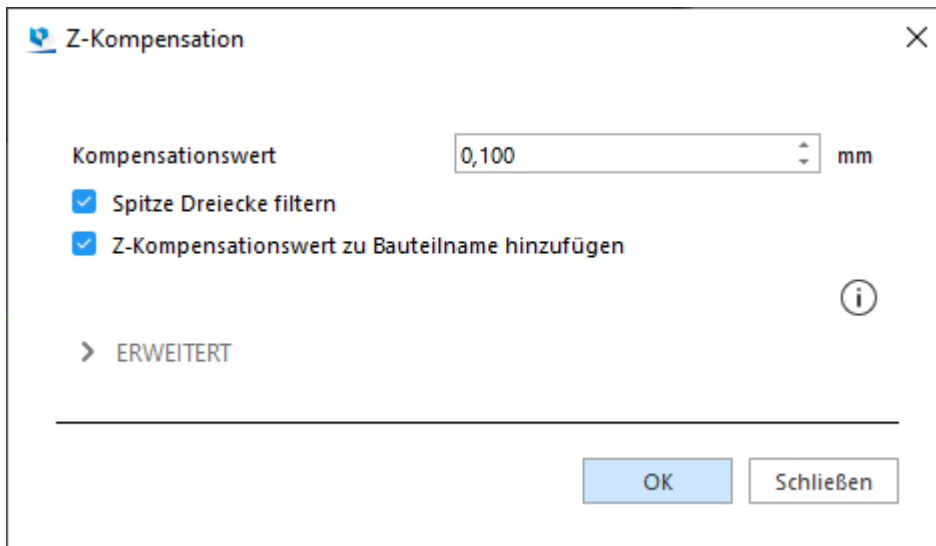 Z-Kompensation
Kompensationswert 0,100 mm
Spitze Dreiecke filtern
Z-Kompensationswert zu Bauteilname hinzufügen
ERWEITERT
OK Schließen